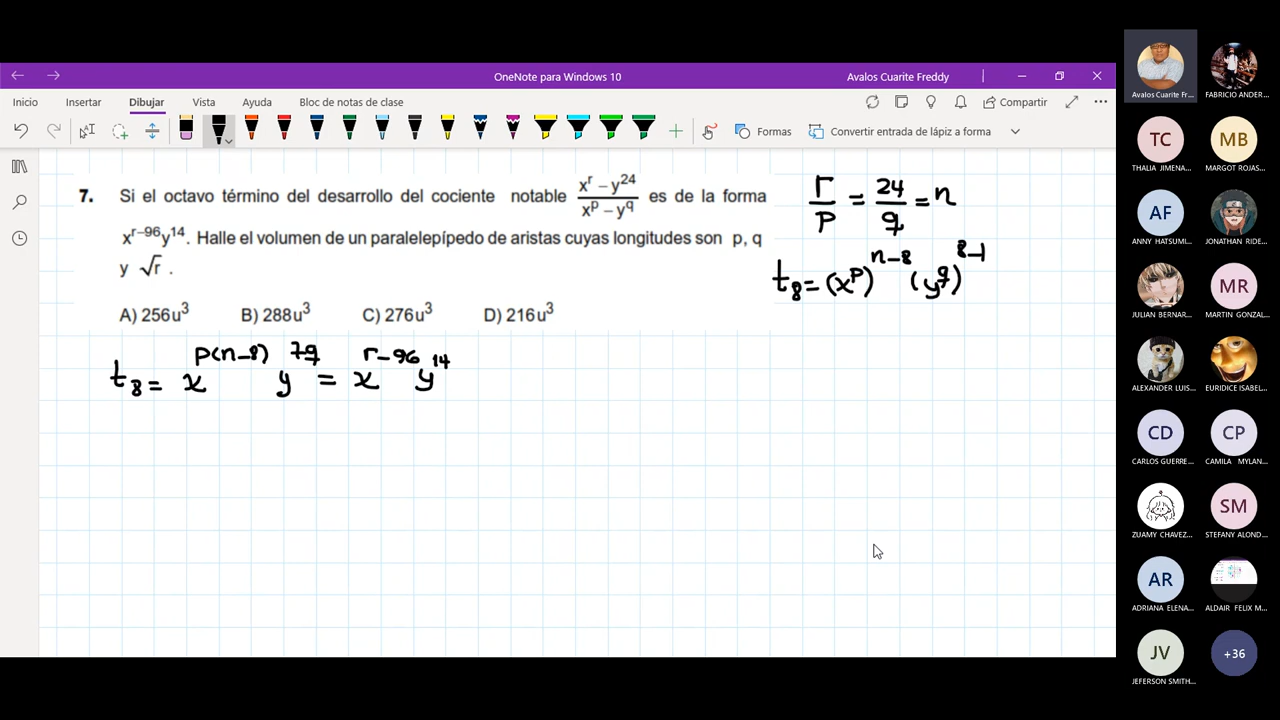 OneNote para Windows 10
Avalos Cuarite Freddy
Inicio Insertar Dibujar Vista Ayuda Bloc de notas de clase Compartir
Formas Convertir entrada de lápiz a forma
7. Si el octavo término del desarrollo del cociente notable (x^r − y^24)/(x^p − y^q) es de la forma
x^(r−96)y^14. Halle el volumen de un paralelepípedo de aristas cuyas longitudes son p, q
y √r .
A) 256u³ B) 288u³ C) 276u³ D) 216u³
r/p = 24/q = n
t₈ = (x^p)^(n−8) (y^q)^(8−1)
t₈ = x^(p(n−8)) y^(7q) = x^(r−96) y^14
Avalos Cuarite Fr...
FABRICIO ANDER...
TC
THALIA JIMENA...
MB
MARGOT ROJAS...
AF
ANNY HATSUMI...
JONATHAN RIDE...
JULIAN BERNAR...
MR
MARTIN GONZAL...
ALEXANDER LUIS...
EURIDICE ISABEL...
CD
CARLOS GUERRE...
CP
CAMILA MYLAN...
ZUAMY CHAVEZ...
SM
STEFANY ALOND...
AR
ADRIANA ELENA...
ALDAIR FELIX M...
JV
JEFERSON SMITH...
+36